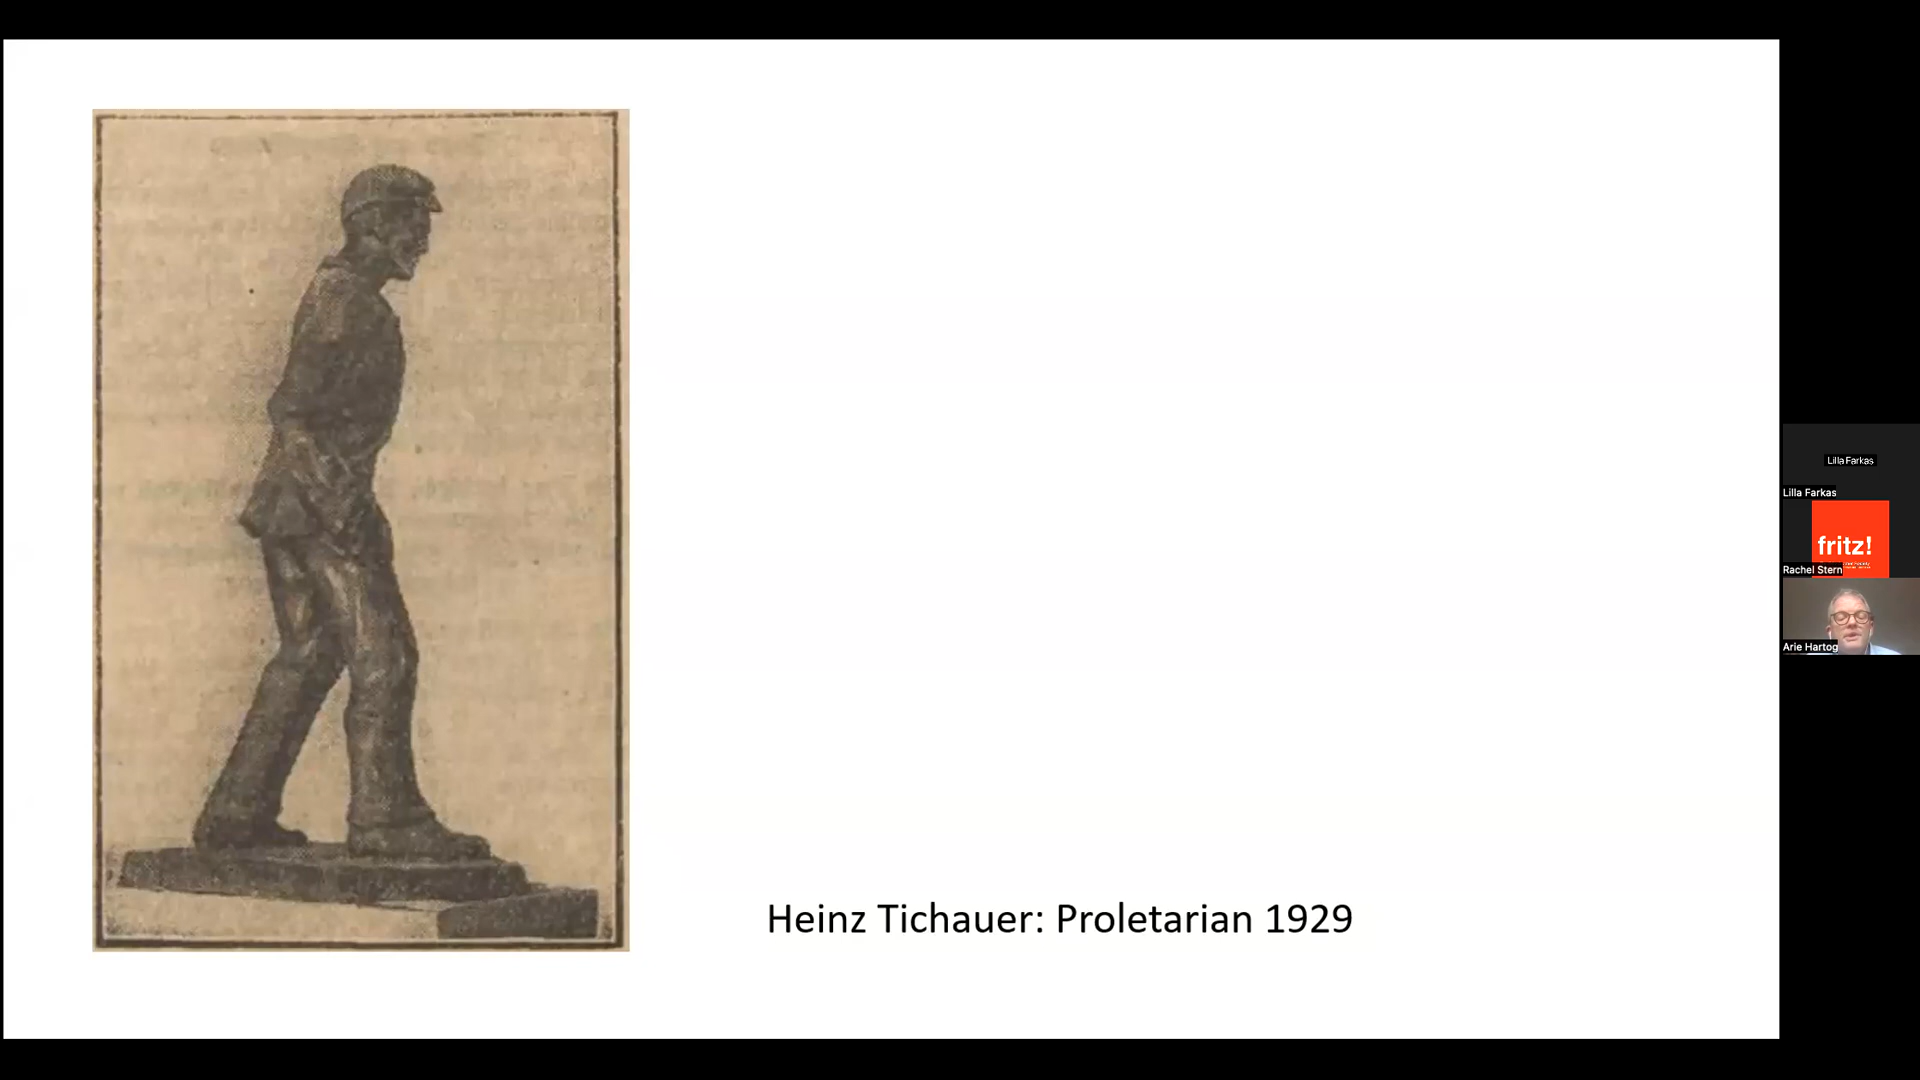 Heinz Tichauer: Proletarian 1929
Lilla Farkas
Lilla Farkas
fritz!
Rachel Stern
Arie Hartog